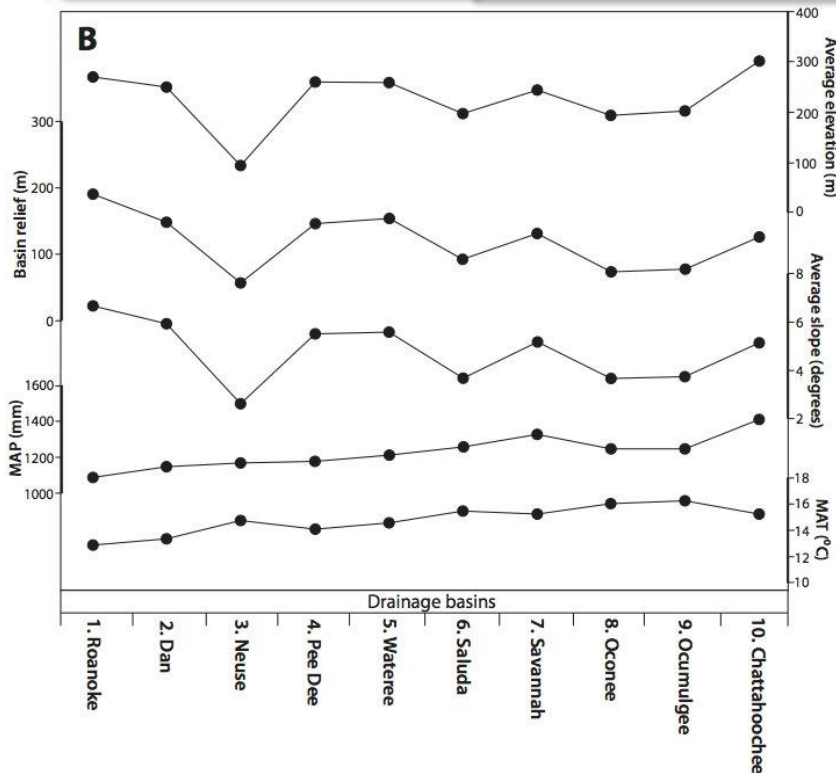 B
400
300
200
100
0
Average elevation (m)
300
200
100
0
Basin relief (m)
8
6
4
2
Average slope (degrees)
1600
1400
1200
1000
MAP (mm)
18
16
14
12
10
MAT (⁰C)
Drainage basins
1. Roanoke
2. Dan
3. Neuse
4. Pee Dee
5. Wateree
6. Saluda
7. Savannah
8. Oconee
9. Ocumulgee
10. Chattahoochee